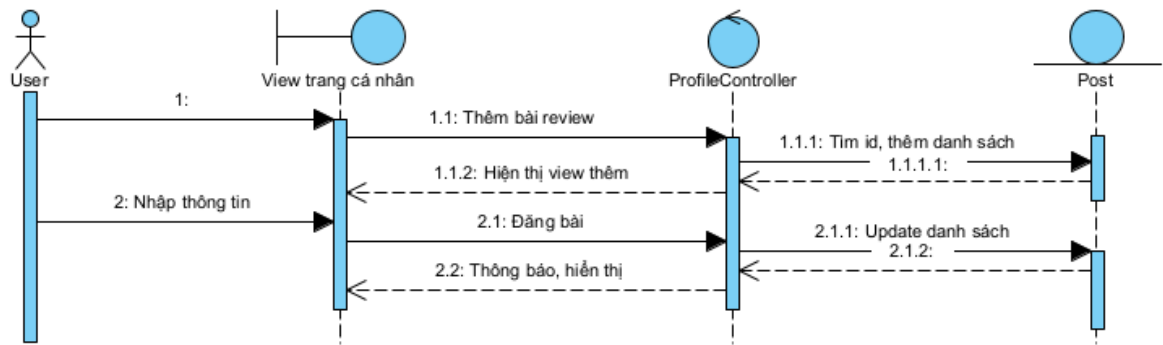 User
View trang cá nhân
ProfileController
Post
1:
1.1: Thêm bài review
1.1.1: Tìm id, thêm danh sách
1.1.1.1:
1.1.2: Hiện thị view thêm
2: Nhập thông tin
2.1: Đăng bài
2.1.1: Update danh sách
2.1.2:
2.2: Thông báo, hiển thị